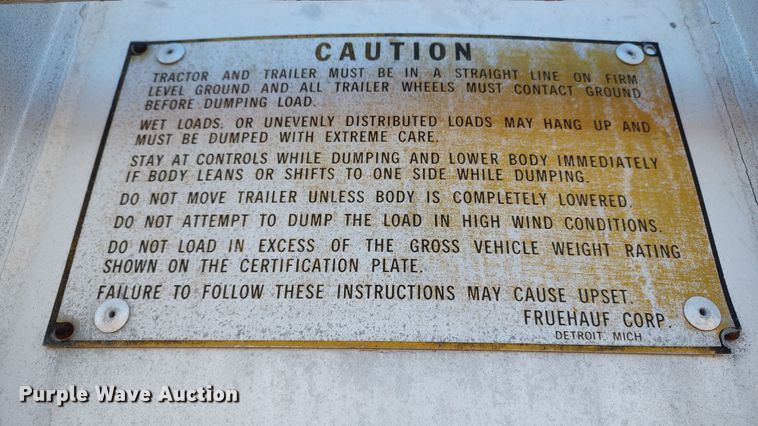 CAUTION
TRACTOR AND TRAILER MUST BE IN A STRAIGHT LINE ON FIRM
LEVEL GROUND AND ALL TRAILER WHEELS MUST CONTACT GROUND
BEFORE DUMPING LOAD.
WET LOADS, OR UNEVENLY DISTRIBUTED LOADS MAY HANG UP AND
MUST BE DUMPED WITH EXTREME CARE.
STAY AT CONTROLS WHILE DUMPING AND LOWER BODY IMMEDIATELY
IF BODY LEANS OR SHIFTS TO ONE SIDE WHILE DUMPING.
DO NOT MOVE TRAILER UNLESS BODY IS COMPLETELY LOWERED.
DO NOT ATTEMPT TO DUMP THE LOAD IN HIGH WIND CONDITIONS.
DO NOT LOAD IN EXCESS OF THE GROSS VEHICLE WEIGHT RATING
SHOWN ON THE CERTIFICATION PLATE.
FAILURE TO FOLLOW THESE INSTRUCTIONS MAY CAUSE UPSET.
FRUEHAUF CORP.
DETROIT, MICH
Purple Wave Auction